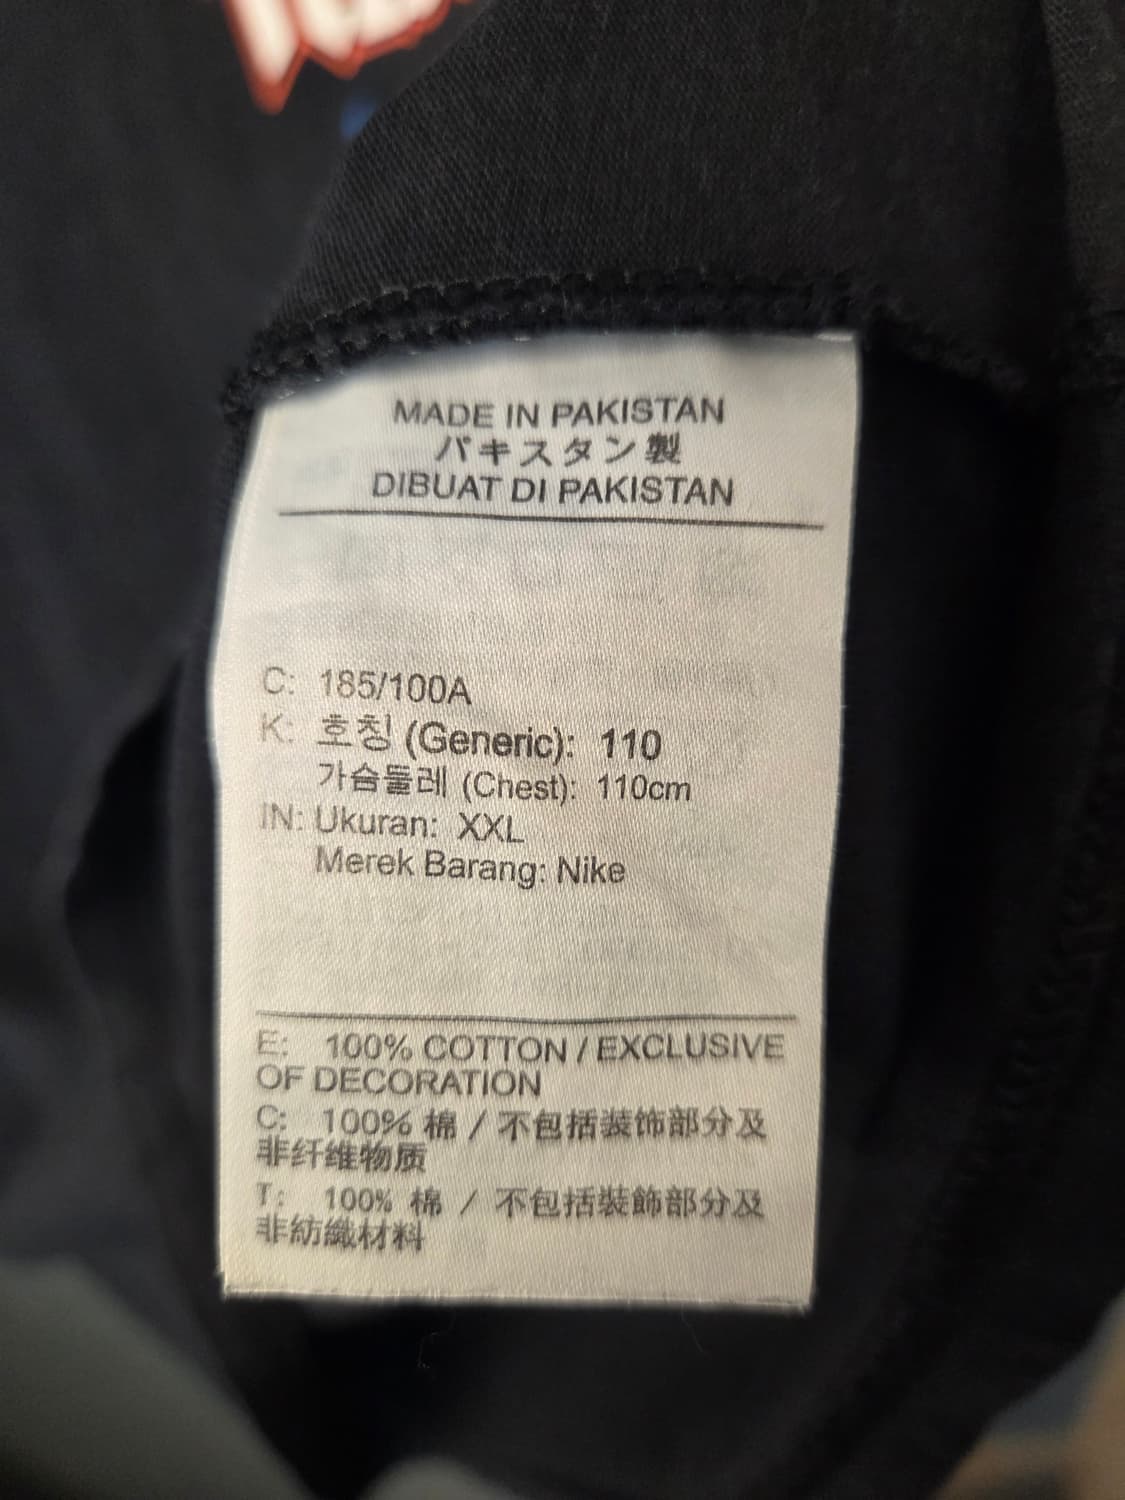 MADE IN PAKISTAN
パキスタン製
DIBUAT DI PAKISTAN
C: 185/100A
K: 호칭 (Generic): 110
가슴둘레 (Chest): 110cm
IN: Ukuran: XXL
Merek Barang: Nike
E: 100% COTTON / EXCLUSIVE
OF DECORATION
C: 100% 棉 / 不包括装饰部分及
非纤维物质
T: 100% 棉 / 不包括裝飾部分及
非紡織材料